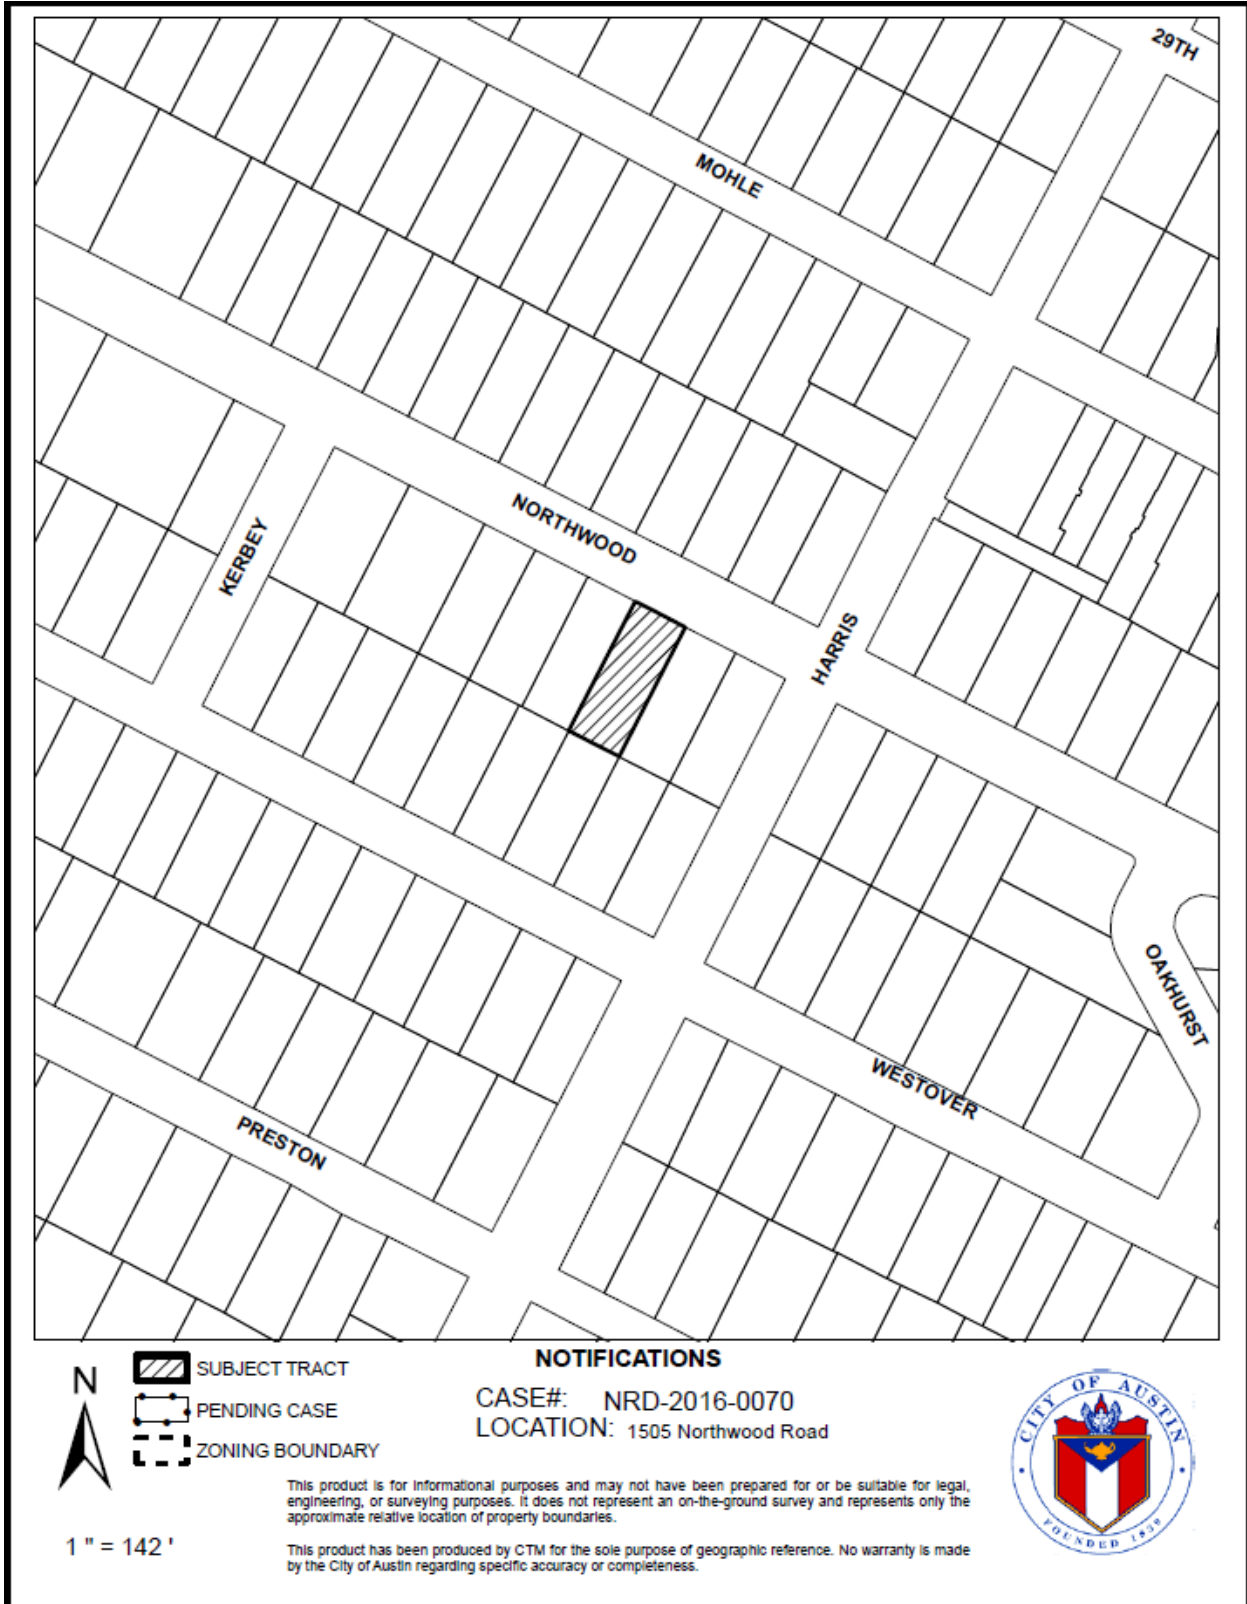 29TH
MOHLE
NORTHWOOD
KERBEY
HARRIS
OAKHURST
WESTOVER
PRESTON
N
SUBJECT TRACT
PENDING CASE
ZONING BOUNDARY
1 " = 142 '
NOTIFICATIONS
CASE#: NRD-2016-0070
LOCATION: 1505 Northwood Road
This product is for informational purposes and may not have been prepared for or be suitable for legal,
engineering, or surveying purposes. It does not represent an on-the-ground survey and represents only the
approximate relative location of property boundaries.
This product has been produced by CTM for the sole purpose of geographic reference. No warranty is made
by the City of Austin regarding specific accuracy or completeness.
CITY OF AUSTIN
FOUNDED 1839